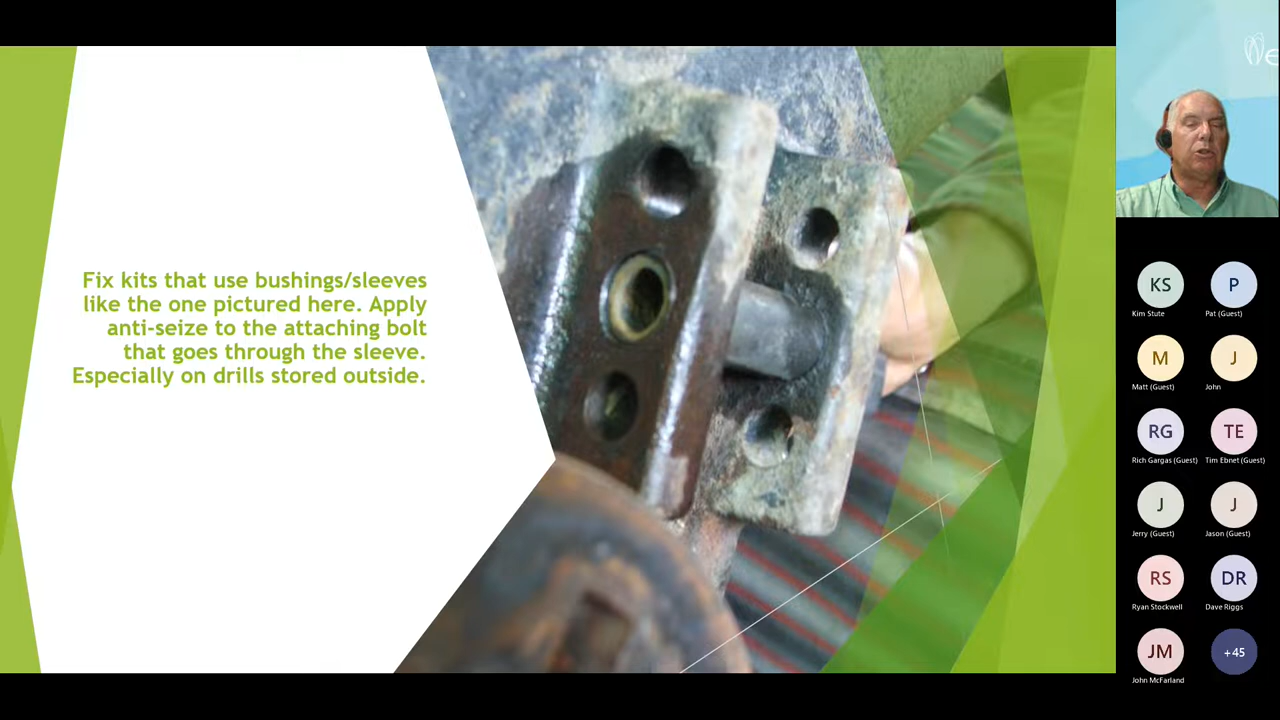 Fix kits that use bushings/sleeves
like the one pictured here. Apply
anti-seize to the attaching bolt
that goes through the sleeve.
Especially on drills stored outside.
KS
Kim Stute
P
Pat (Guest)
M
Matt (Guest)
J
John
RG
Rich Gargas (Guest)
TE
Tim Ebnet (Guest)
J
Jerry (Guest)
J
Jason (Guest)
RS
Ryan Stockwell
DR
Dave Riggs
JM
John McFarland
+45